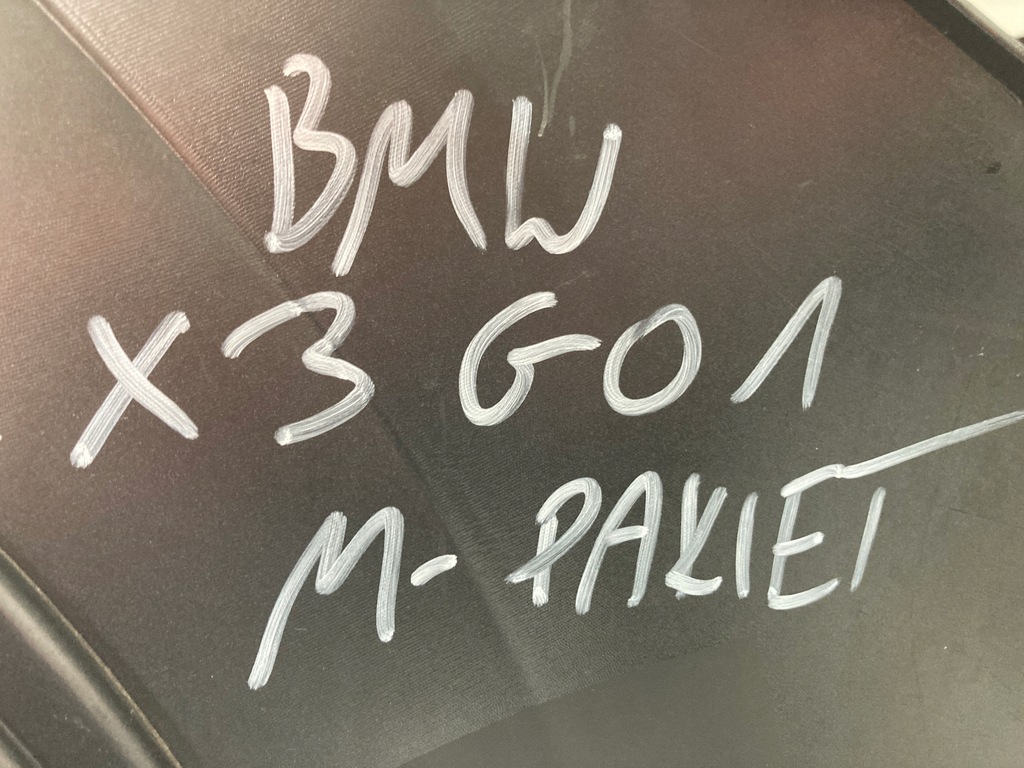 BMW
X3 G01
M-PAKIET